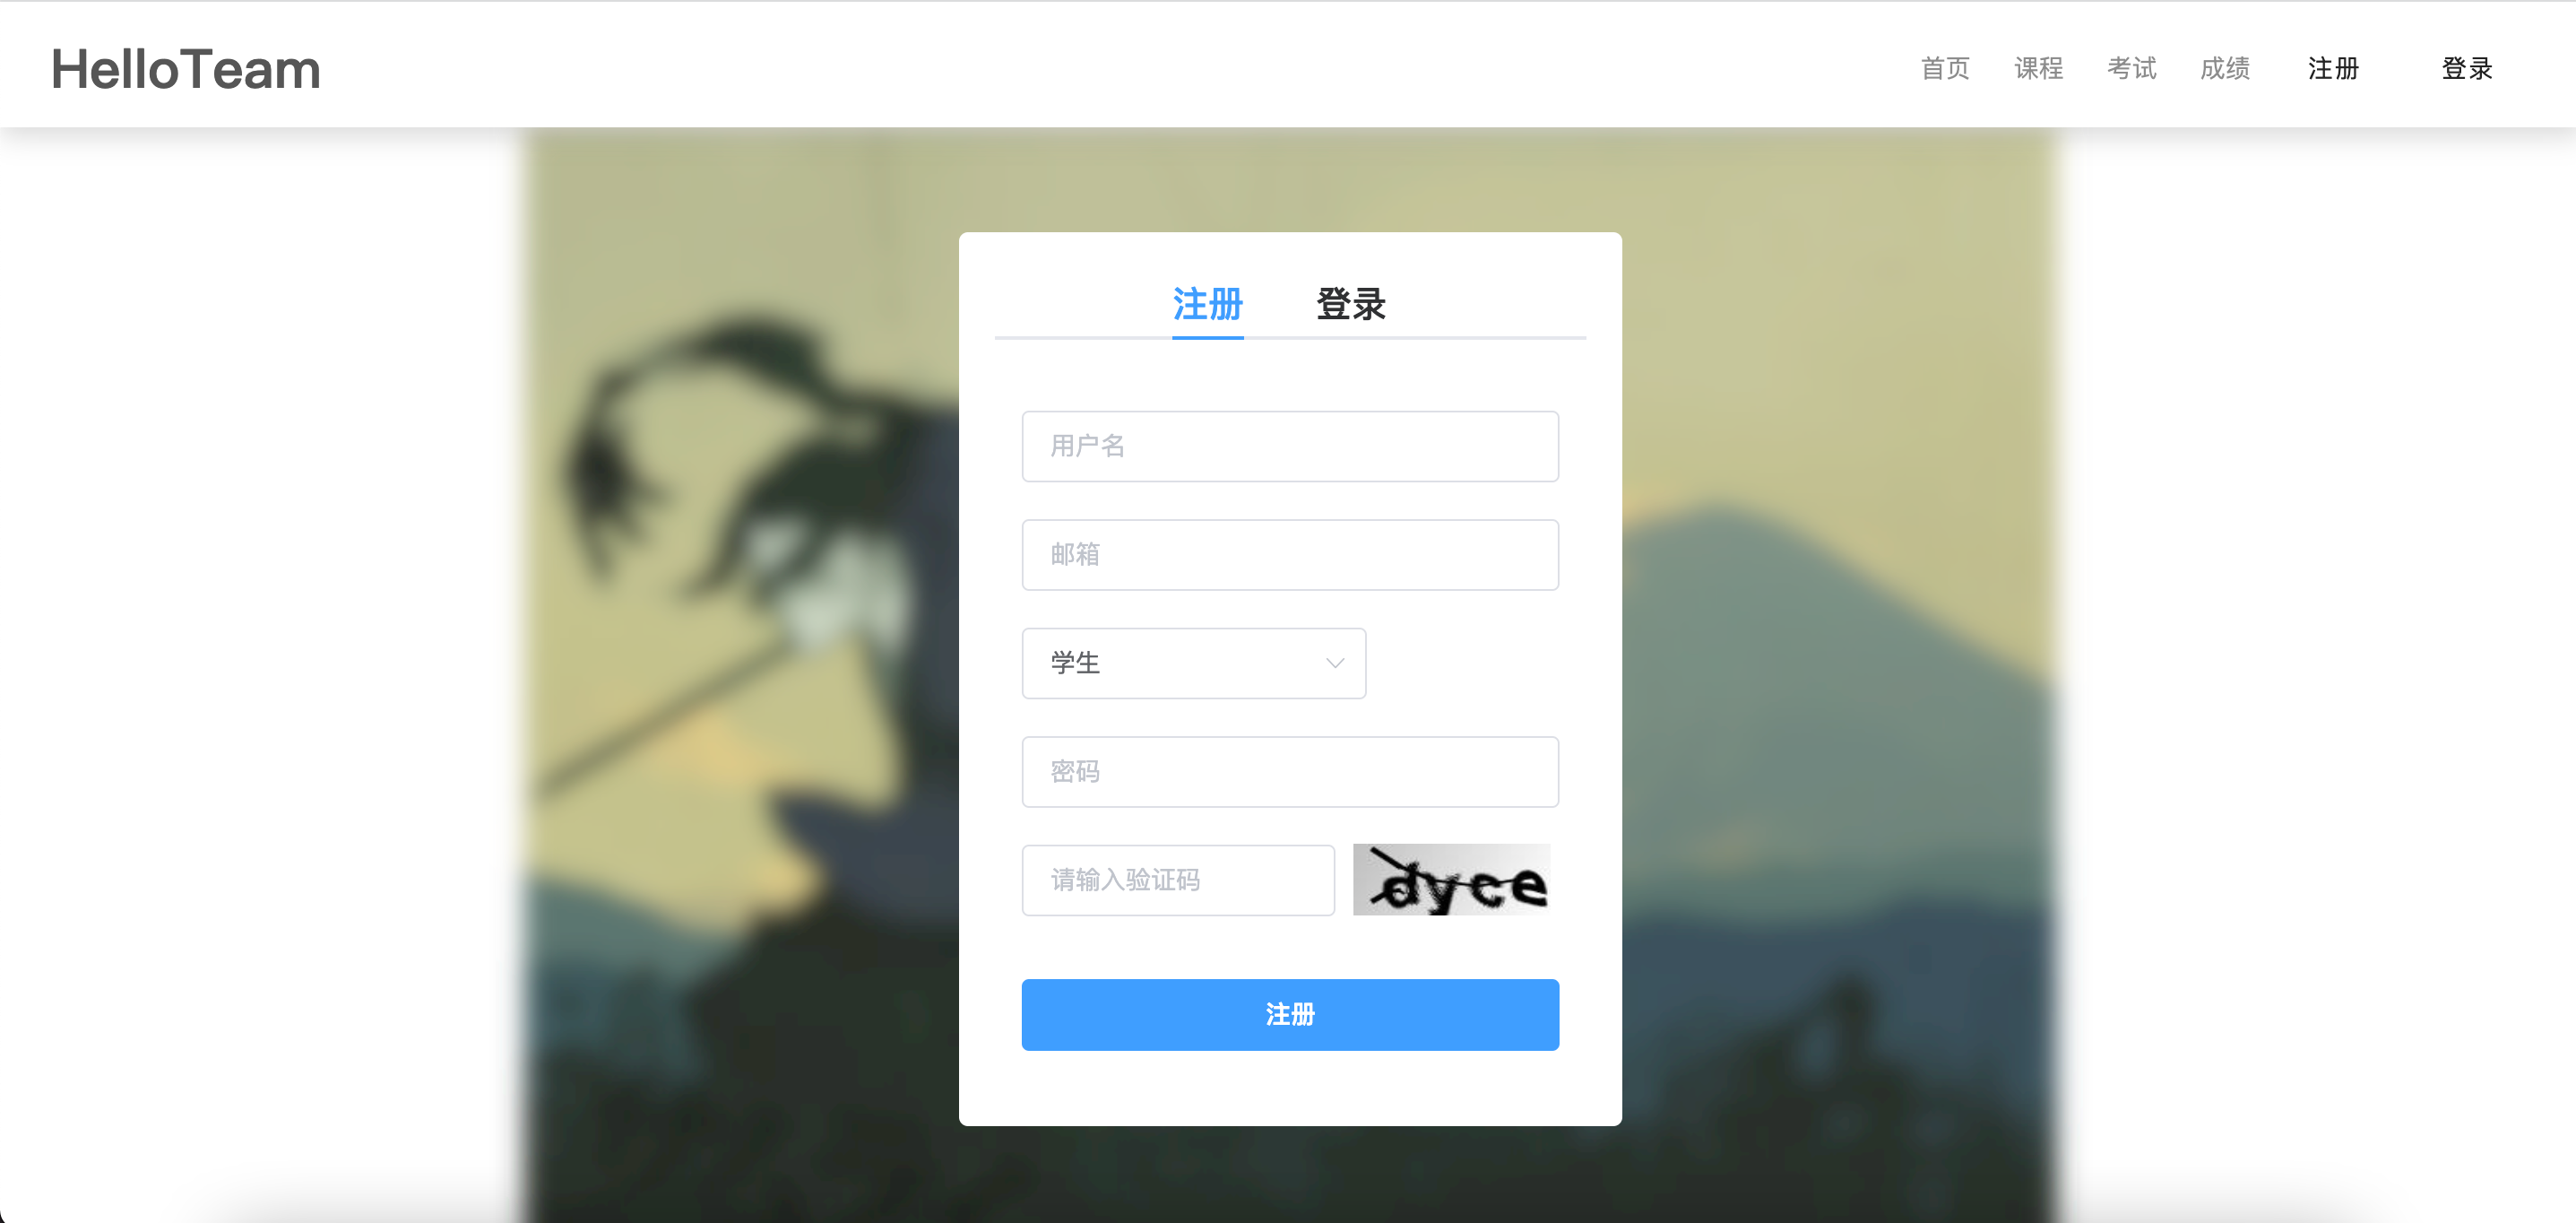 HelloTeam
首页 课程 考试 成绩 注册 登录
注册 登录
用户名
邮箱
学生
密码
请输入验证码 dyce
注册